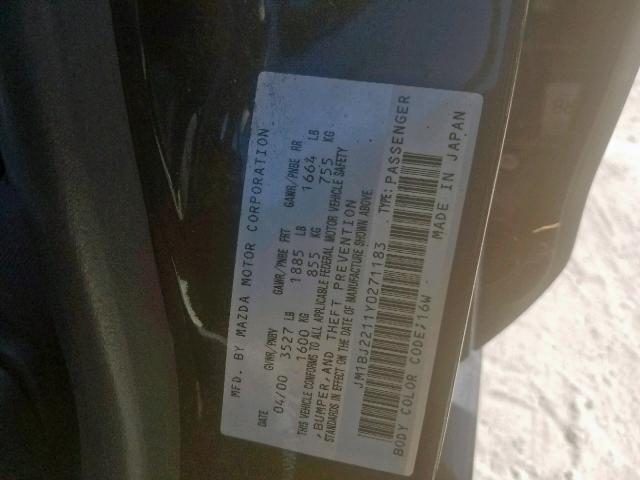 MFD. BY MAZDA MOTOR CORPORATION
DATE GVWR/PNBV GAWR/PNBE FRT GAWR/PNBE RR
04/00 3527 LB 1885 LB 1664 LB
1600 KG 855 KG 755 KG
THIS VEHICLE CONFORMS TO ALL APPLICABLE FEDERAL MOTOR VEHICLE SAFETY
,BUMPER,AND THEFT PREVENTION
STANDARDS IN EFFECT ON THE DATE OF MANUFACTURE SHOWN ABOVE.
JM1BJ2211Y0271183 TYPE:PASSENGER
BODY COLOR CODE;16W MADE IN JAPAN